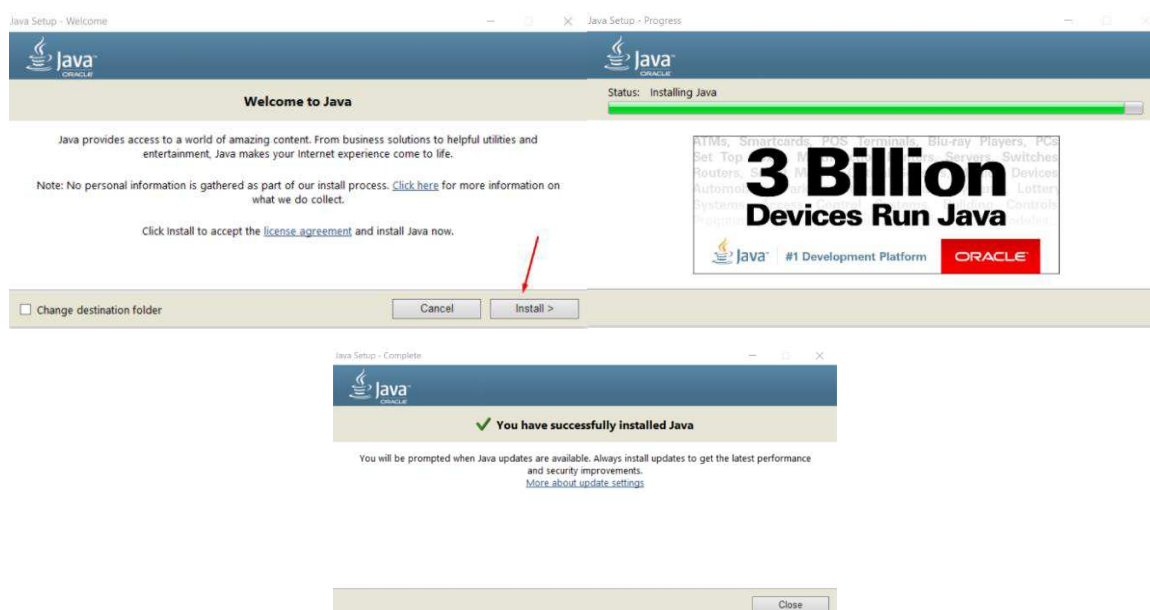 Java Setup - Welcome
Java
ORACLE
Welcome to Java
Java provides access to a world of amazing content. From business solutions to helpful utilities and
entertainment, Java makes your Internet experience come to life.
Note: No personal information is gathered as part of our install process. Click here for more information on
what we do collect.
Click Install to accept the license agreement and install Java now.
Change destination folder
Cancel
Install >
Java Setup - Progress
Java
ORACLE
Status: Installing Java
ATMs, Smartcards, POS Terminals, Blu-ray Players, PCs
Set Top Servers, Switches
Routers, Devices
Systems, Access Control Systems, Building Controls
3 Billion
Devices Run Java
Java
#1 Development Platform
ORACLE
Java Setup - Complete
Java
ORACLE
You have successfully installed Java
You will be prompted when Java updates are available. Always install updates to get the latest performance
and security improvements.
More about update settings
Close